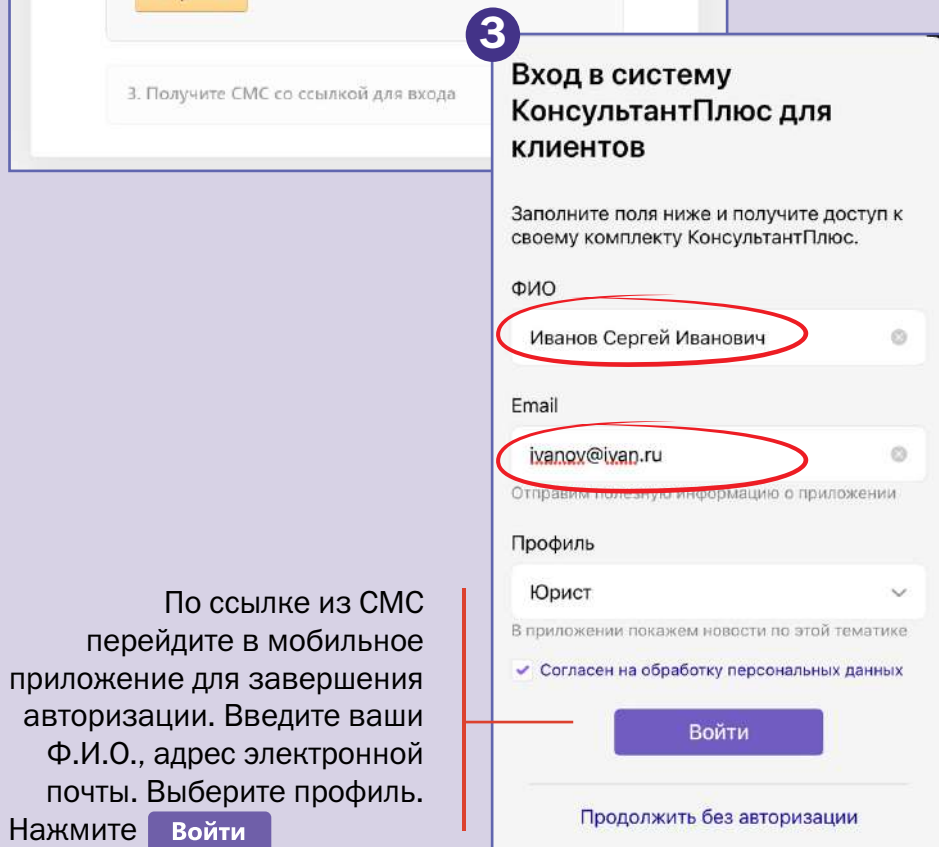 3. Получите СМС со ссылкой для входа
3
Вход в систему
КонсультантПлюс для
клиентов
Заполните поля ниже и получите доступ к
своему комплекту КонсультантПлюс.
ФИО
Иванов Сергей Иванович
Email
ivanov@ivan.ru
Отправим полезную информацию о приложении
Профиль
Юрист
В приложении покажем новости по этой тематике
Согласен на обработку персональных данных
Войти
Продолжить без авторизации
По ссылке из СМС
перейдите в мобильное
приложение для завершения
авторизации. Введите ваши
Ф.И.О., адрес электронной
почты. Выберите профиль.
Нажмите Войти